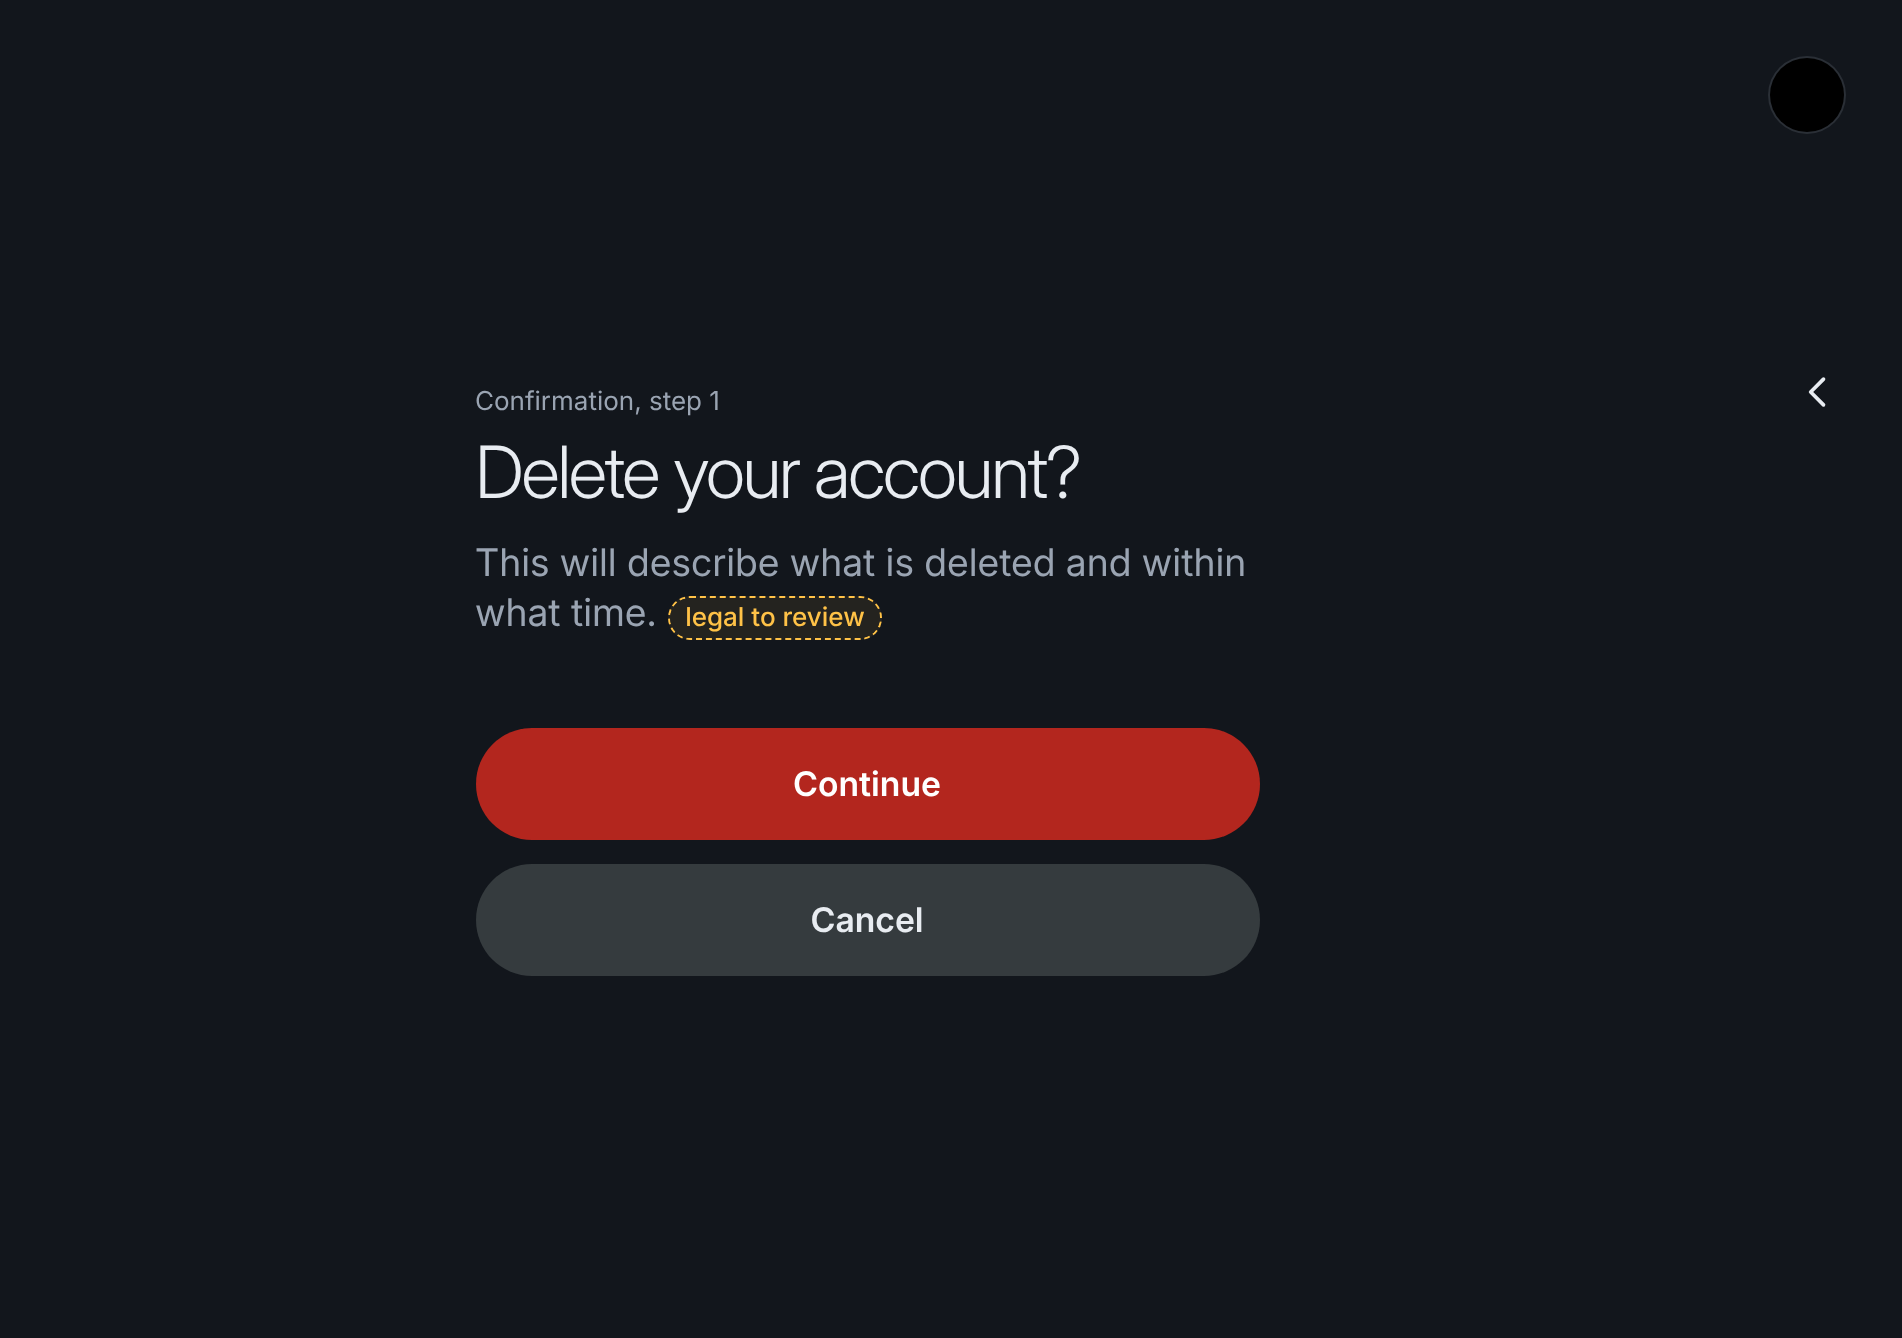 Confirmation, step 1
Delete your account?
This will describe what is deleted and within
what time. legal to review
Continue
Cancel